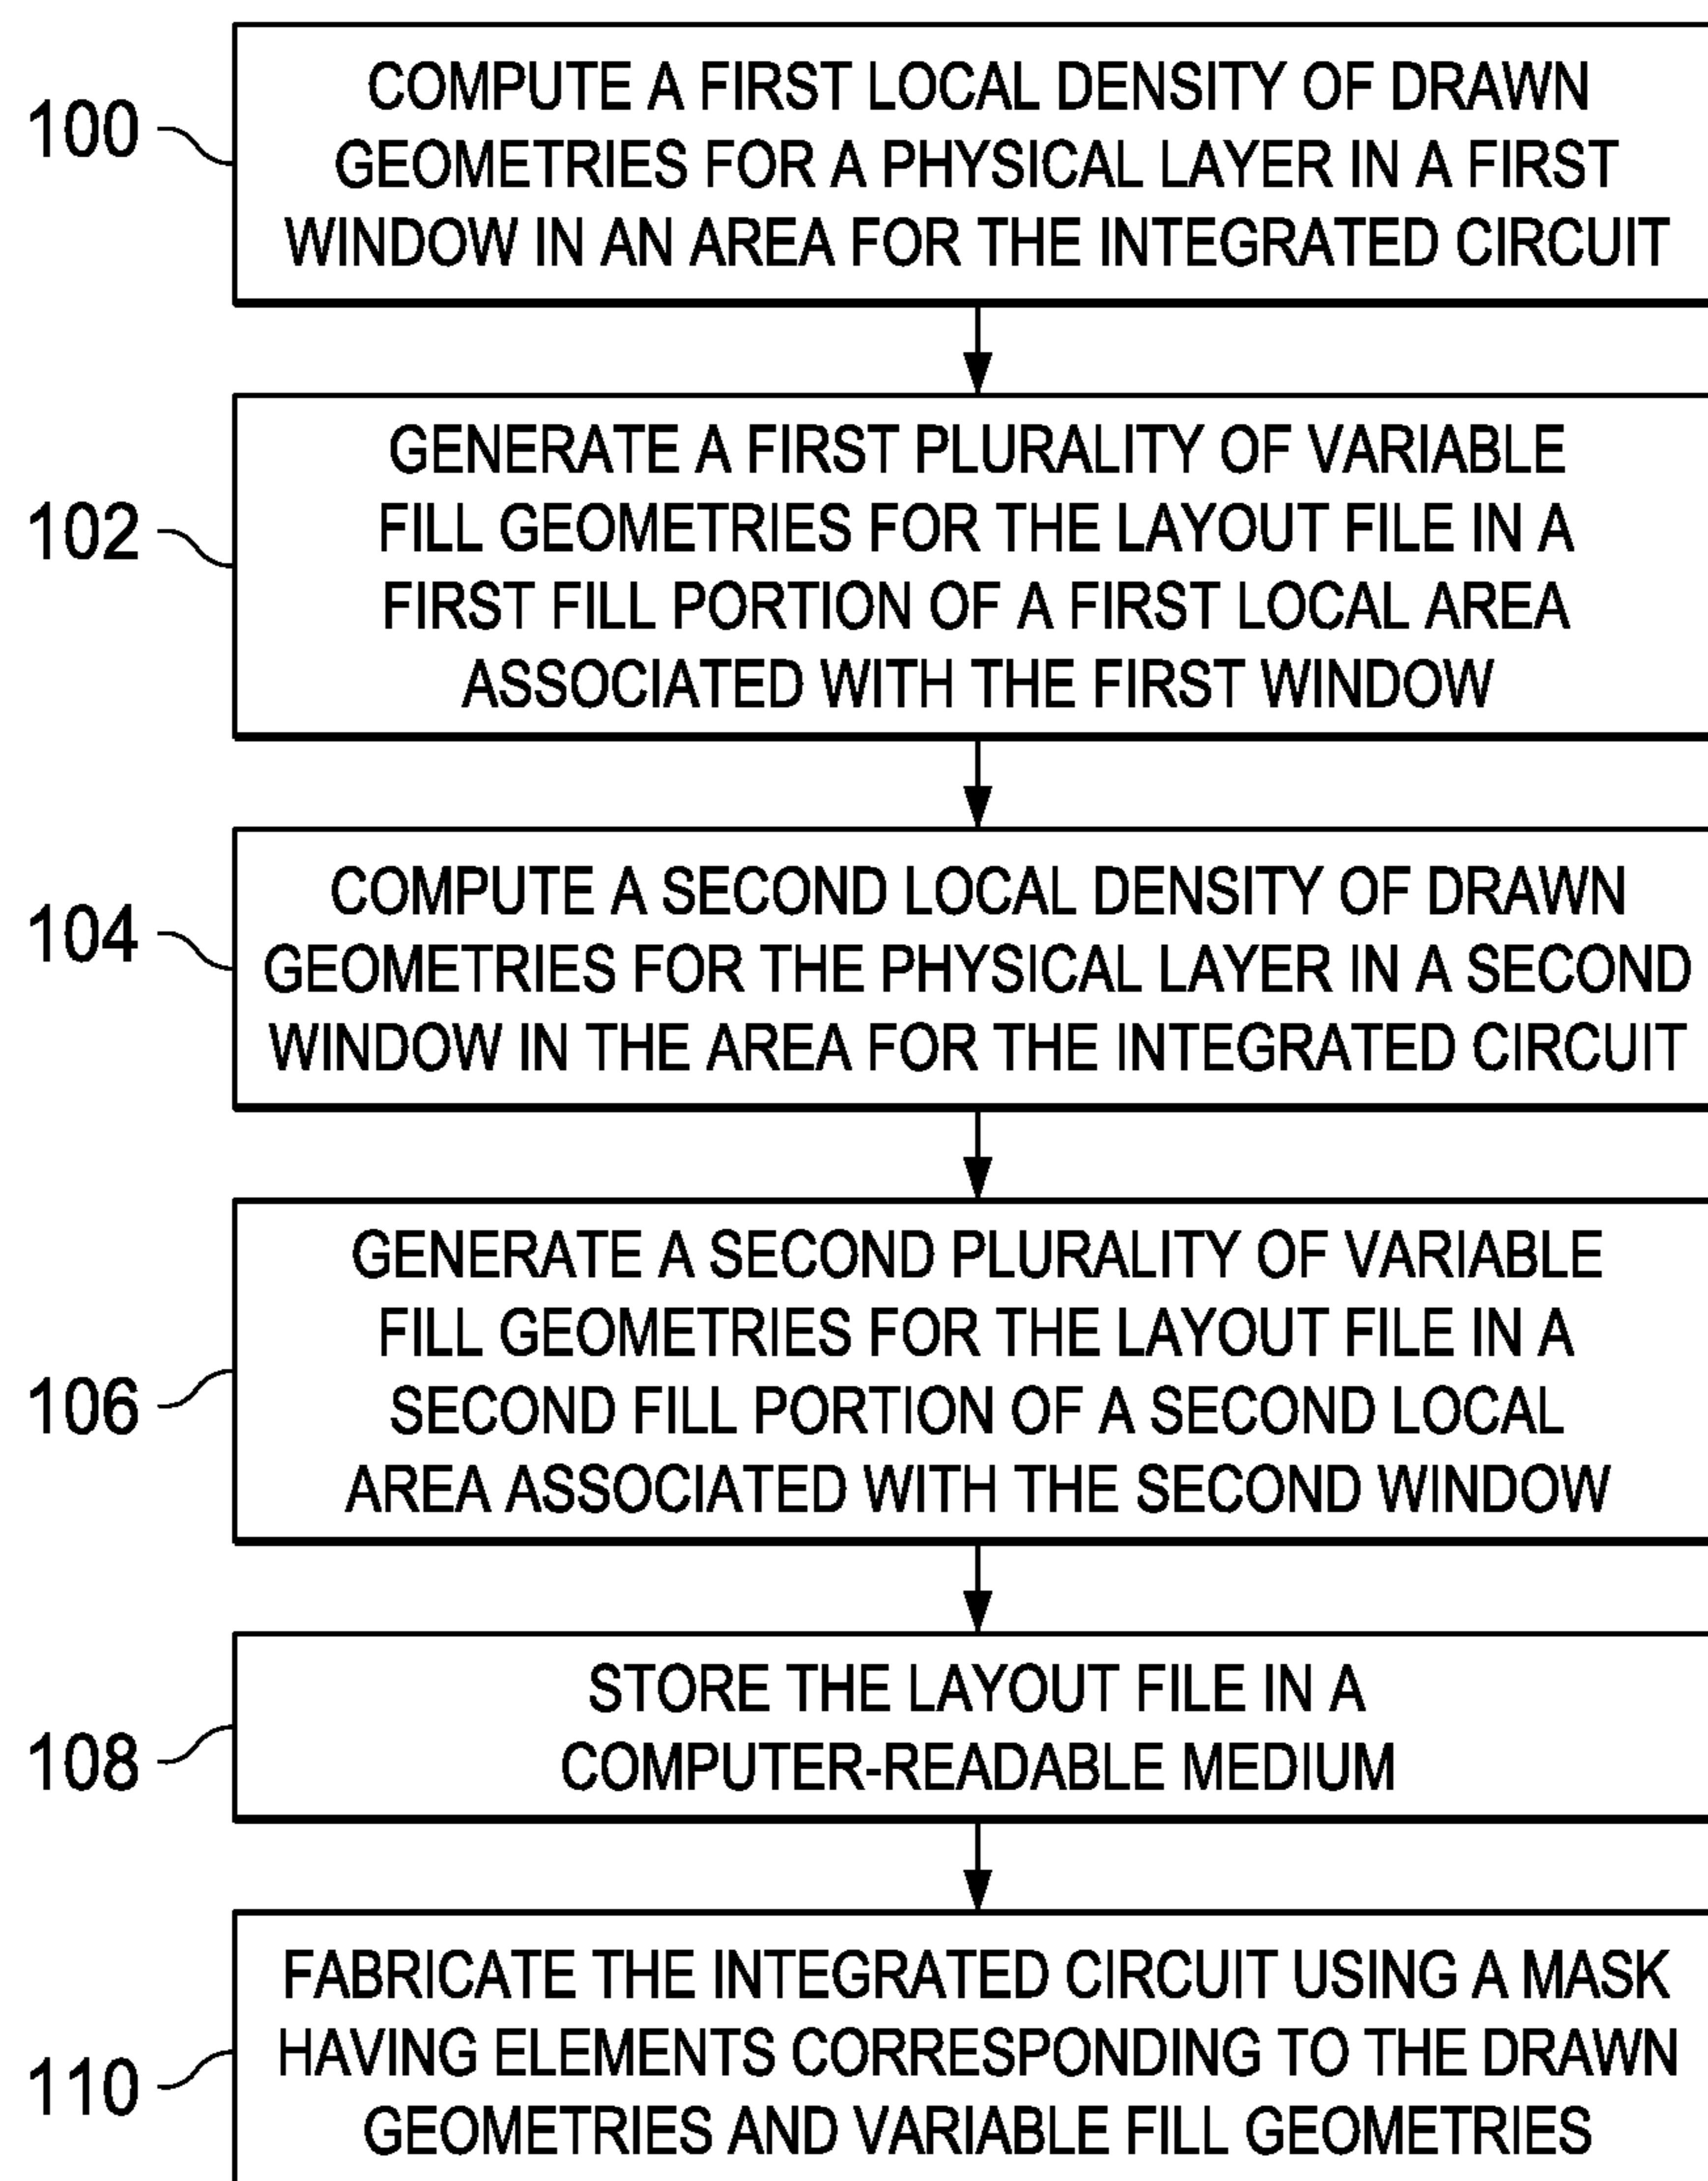 100
COMPUTE A FIRST LOCAL DENSITY OF DRAWN
GEOMETRIES FOR A PHYSICAL LAYER IN A FIRST
WINDOW IN AN AREA FOR THE INTEGRATED CIRCUIT
102
GENERATE A FIRST PLURALITY OF VARIABLE
FILL GEOMETRIES FOR THE LAYOUT FILE IN A
FIRST FILL PORTION OF A FIRST LOCAL AREA
ASSOCIATED WITH THE FIRST WINDOW
104
COMPUTE A SECOND LOCAL DENSITY OF DRAWN
GEOMETRIES FOR THE PHYSICAL LAYER IN A SECOND
WINDOW IN THE AREA FOR THE INTEGRATED CIRCUIT
106
GENERATE A SECOND PLURALITY OF VARIABLE
FILL GEOMETRIES FOR THE LAYOUT FILE IN A
SECOND FILL PORTION OF A SECOND LOCAL
AREA ASSOCIATED WITH THE SECOND WINDOW
108
STORE THE LAYOUT FILE IN A
COMPUTER-READABLE MEDIUM
110
FABRICATE THE INTEGRATED CIRCUIT USING A MASK
HAVING ELEMENTS CORRESPONDING TO THE DRAWN
GEOMETRIES AND VARIABLE FILL GEOMETRIES